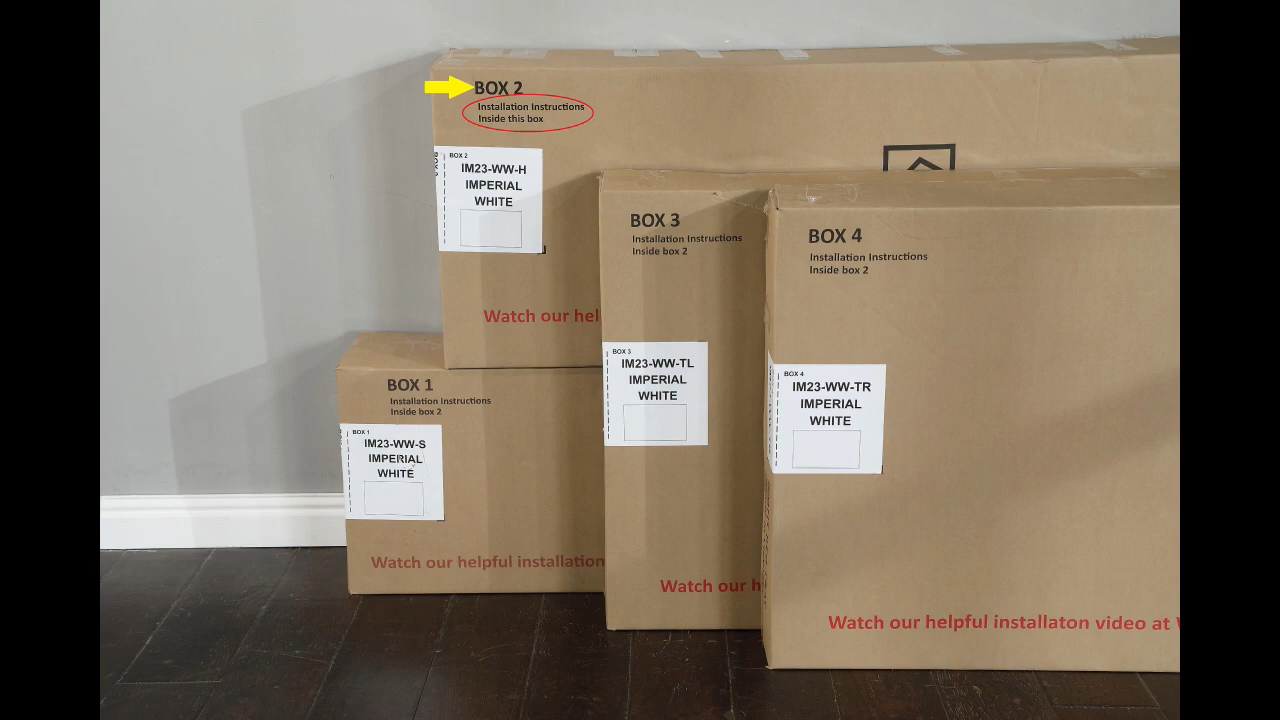 BOX 2
Installation Instructions
Inside this box
BOX 2
BOX 2
IM23-WW-H
IMPERIAL
WHITE
Watch our hel
BOX 3
Installation Instructions
Inside box 2
BOX 3
IM23-WW-TL
IMPERIAL
WHITE
Watch our h
BOX 4
Installation Instructions
Inside box 2
BOX 4
IM23-WW-TR
IMPERIAL
WHITE
Watch our helpful installaton video at
BOX 1
Installation Instructions
Inside box 2
BOX 1
IM23-WW-S
IMPERIAL
WHITE
Watch our helpful installation